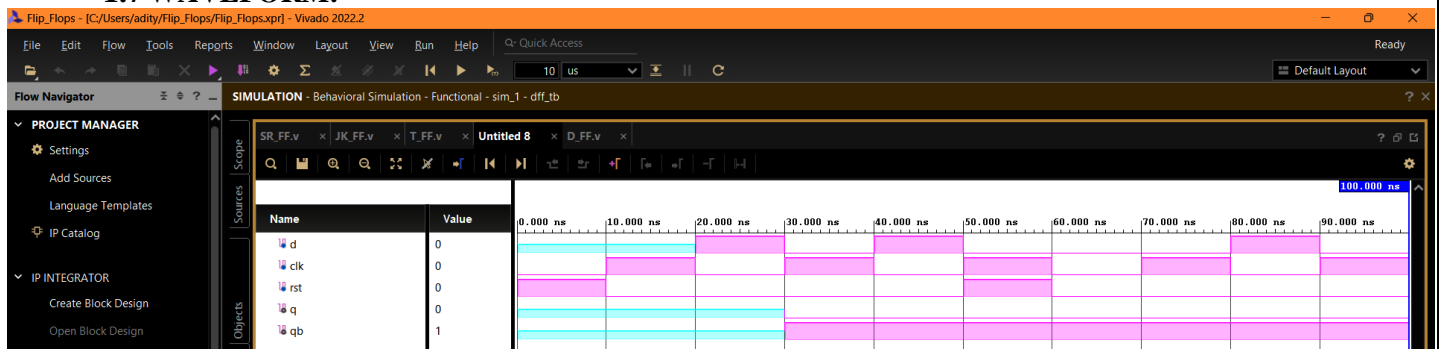 1.7 WAVEFORM:
Flip_Flops - [C:/Users/adity/Flip_Flops/Flip_Flops.xpr] - Vivado 2022.2
File Edit Flow Tools Reports Window Layout View Run Help Q- Quick Access Ready
10 us Default Layout
Flow Navigator SIMULATION - Behavioral Simulation - Functional - sim_1 - dff_tb
PROJECT MANAGER
Settings
Add Sources
Language Templates
IP Catalog
IP INTEGRATOR
Create Block Design
Open Block Design
Scope
Sources
Objects
SR_FF.v × JK_FF.v × T_FF.v × Untitled 8 × D_FF.v ×
100.000 ns
Name Value 0.000 ns 10.000 ns 20.000 ns 30.000 ns 40.000 ns 50.000 ns 60.000 ns 70.000 ns 80.000 ns 90.000 ns
d 0
clk 0
rst 0
q 0
qb 1